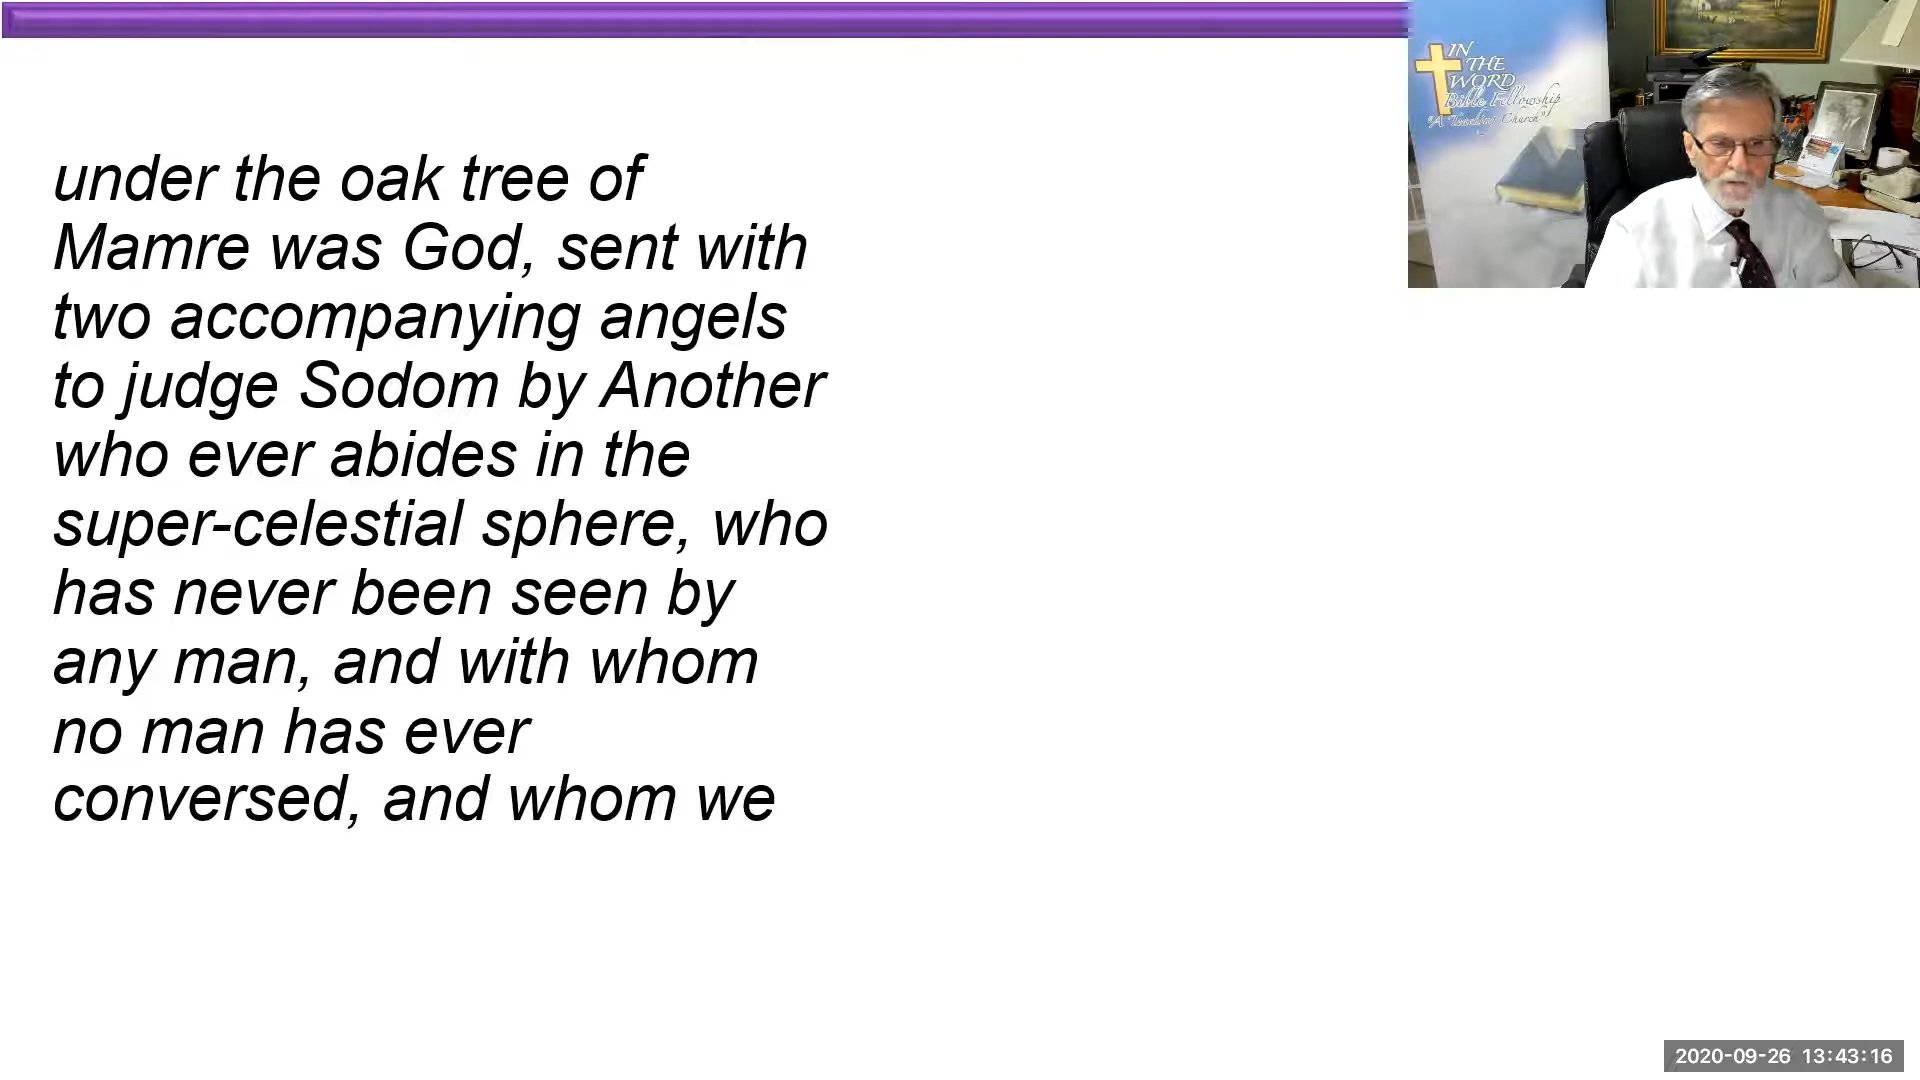 under the oak tree of
Mamre was God, sent with
two accompanying angels
to judge Sodom by Another
who ever abides in the
super-celestial sphere, who
has never been seen by
any man, and with whom
no man has ever
conversed, and whom we
IN
THE
WORD
Bible Fellowship
"A Teaching Church"
2020-09-26 13:43:16